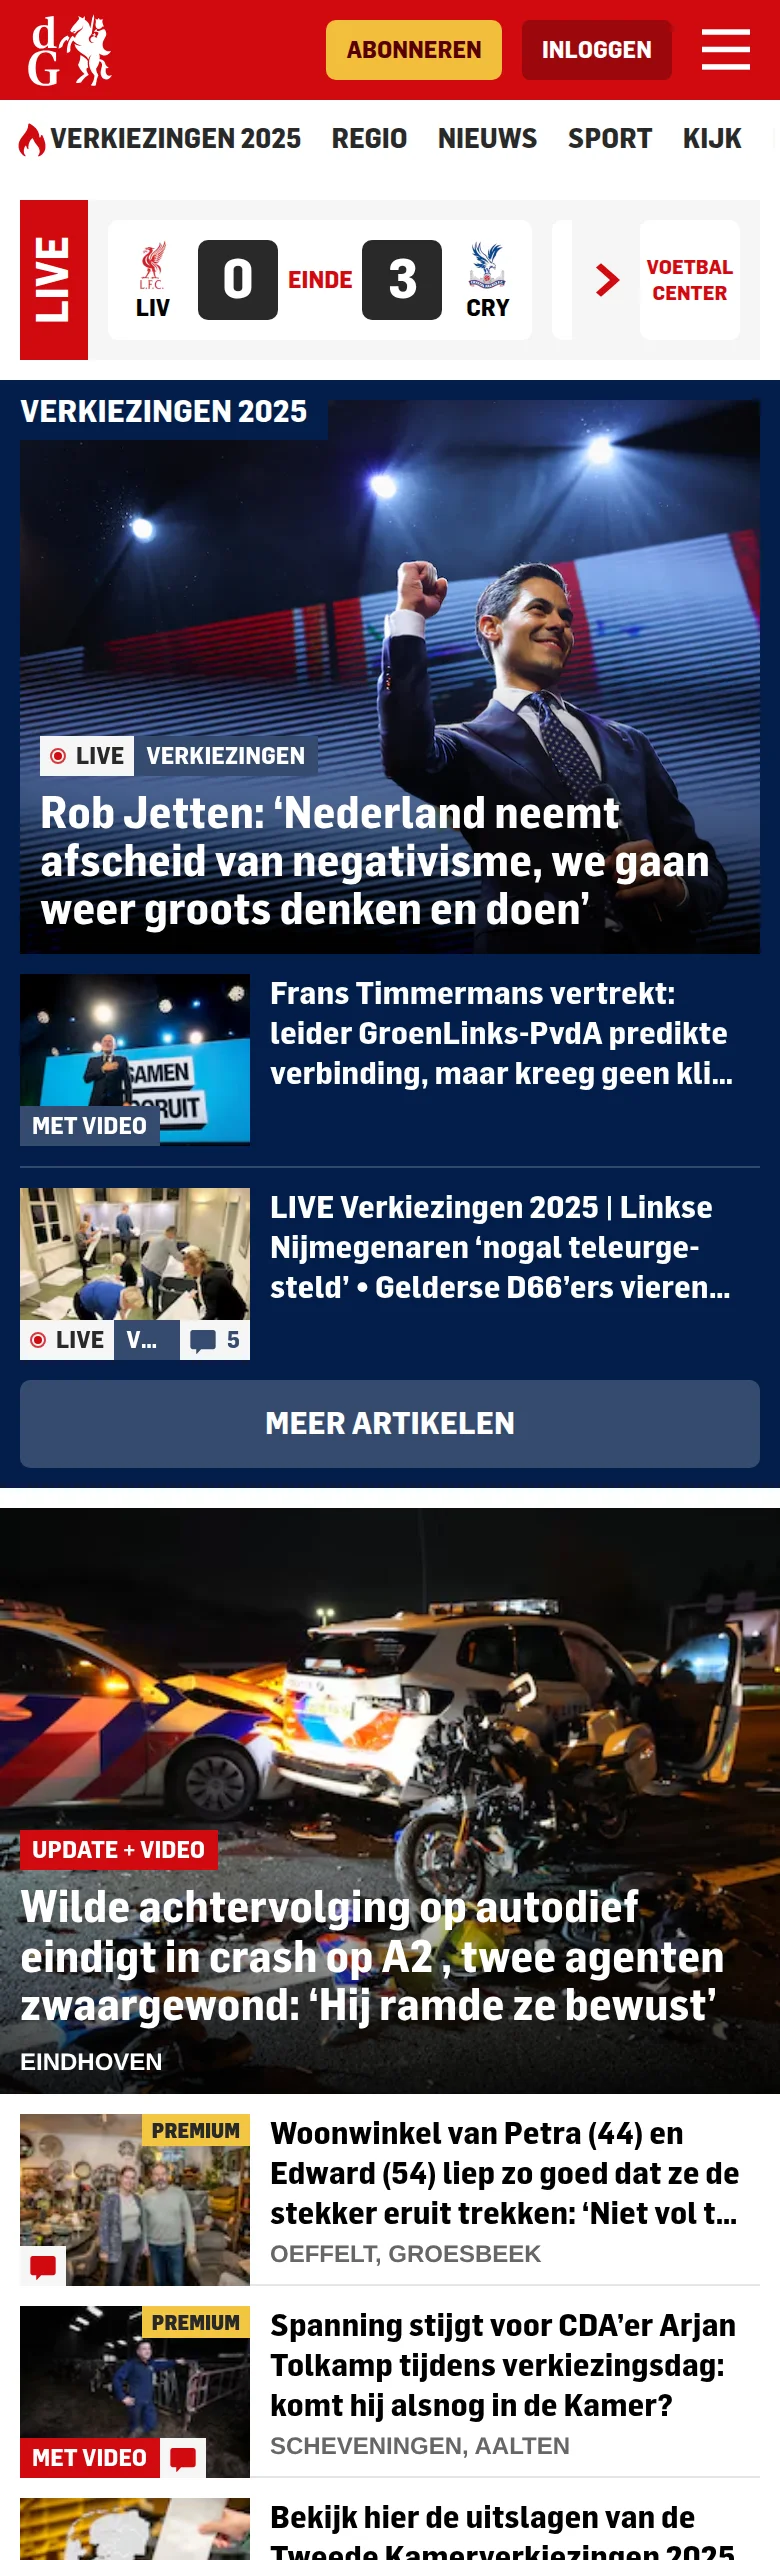 dG
ABONNEREN
INLOGGEN
VERKIEZINGEN 2025 REGIO NIEUWS SPORT KIJK
LIVE
L.F.C.
LIV
0
EINDE
3
CRY
VOETBAL
CENTER
VERKIEZINGEN 2025
LIVE VERKIEZINGEN
Rob Jetten: ‘Nederland neemt
afscheid van negativisme, we gaan
weer groots denken en doen’
SAMEN
MET VIDEO
Frans Timmermans vertrekt:
leider GroenLinks-PvdA predikte
verbinding, maar kreeg geen kli...
LIVE Verkiezingen 2025 | Linkse
Nijmegenaren ‘nogal teleurge-
steld’ • Gelderse D66’ers vieren...
LIVE V... 5
MEER ARTIKELEN
UPDATE + VIDEO
Wilde achtervolging op autodief
eindigt in crash op A2 , twee agenten
zwaargewond: ‘Hij ramde ze bewust’
EINDHOVEN
PREMIUM
Woonwinkel van Petra (44) en
Edward (54) liep zo goed dat ze de
stekker eruit trekken: ‘Niet vol t...
OEFFELT, GROESBEEK
PREMIUM
MET VIDEO
Spanning stijgt voor CDA’er Arjan
Tolkamp tijdens verkiezingsdag:
komt hij alsnog in de Kamer?
SCHEVENINGEN, AALTEN
Bekijk hier de uitslagen van de
Tweede Kamerverkiezingen 2025